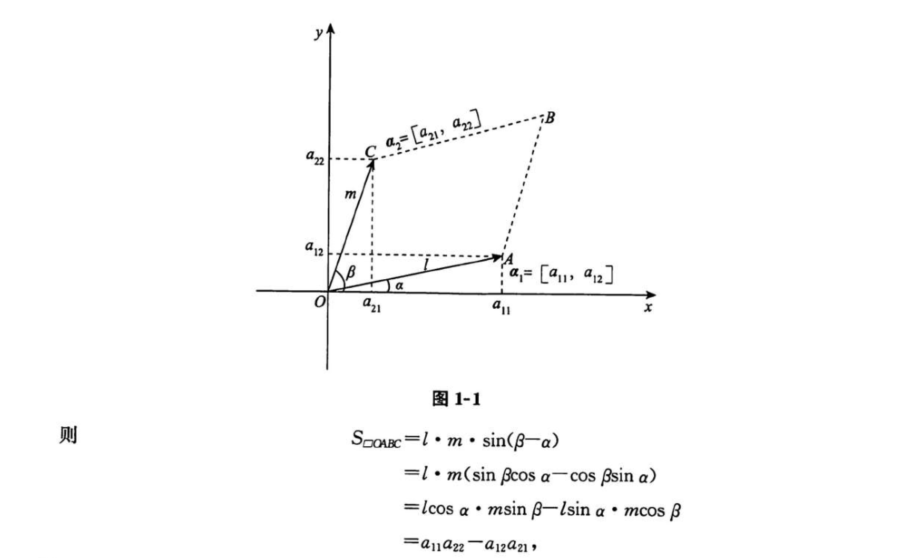 y
α₂=[a₂₁, a₂₂]
B
C
a₂₂
m
a₁₂
A
l
β
α
α₁=[a₁₁, a₁₂]
O
a₂₁
a₁₁
x
图 1-1
则
S▱OABC=l·m·sin(β-α)
=l·m(sin βcos α-cos βsin α)
=lcos α·msin β-lsin α·mcos β
=a₁₁a₂₂-a₁₂a₂₁,